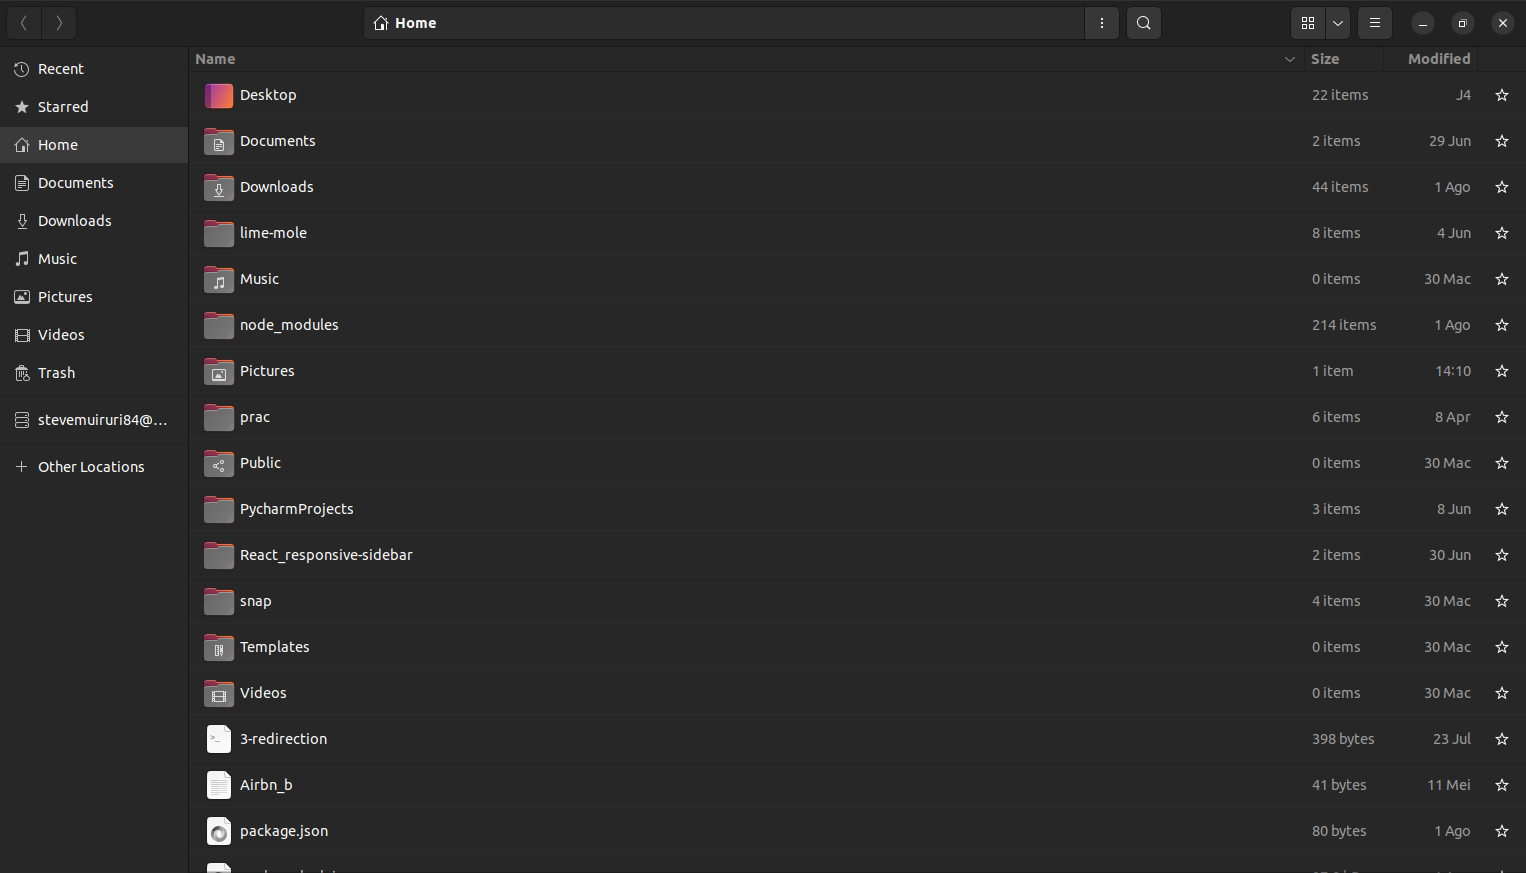 Home
Recent
Starred
Home
Documents
Downloads
Music
Pictures
Videos
Trash
stevemuiruri84@...
Other Locations
Name Size Modified
Desktop 22 items J4
Documents 2 items 29 Jun
Downloads 44 items 1 Ago
lime-mole 8 items 4 Jun
Music 0 items 30 Mac
node_modules 214 items 1 Ago
Pictures 1 item 14:10
prac 6 items 8 Apr
Public 0 items 30 Mac
PycharmProjects 3 items 8 Jun
React_responsive-sidebar 2 items 30 Jun
snap 4 items 30 Mac
Templates 0 items 30 Mac
Videos 0 items 30 Mac
3-redirection 398 bytes 23 Jul
Airbn_b 41 bytes 11 Mei
package.json 80 bytes 1 Ago